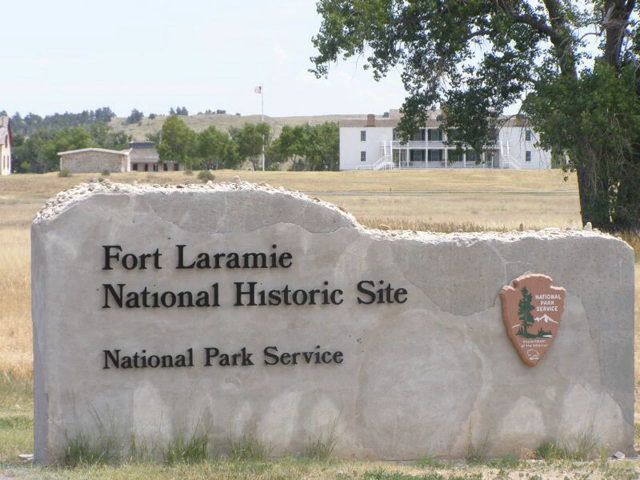 Fort Laramie
National Historic Site
National Park Service
NATIONAL
PARK
SERVICE